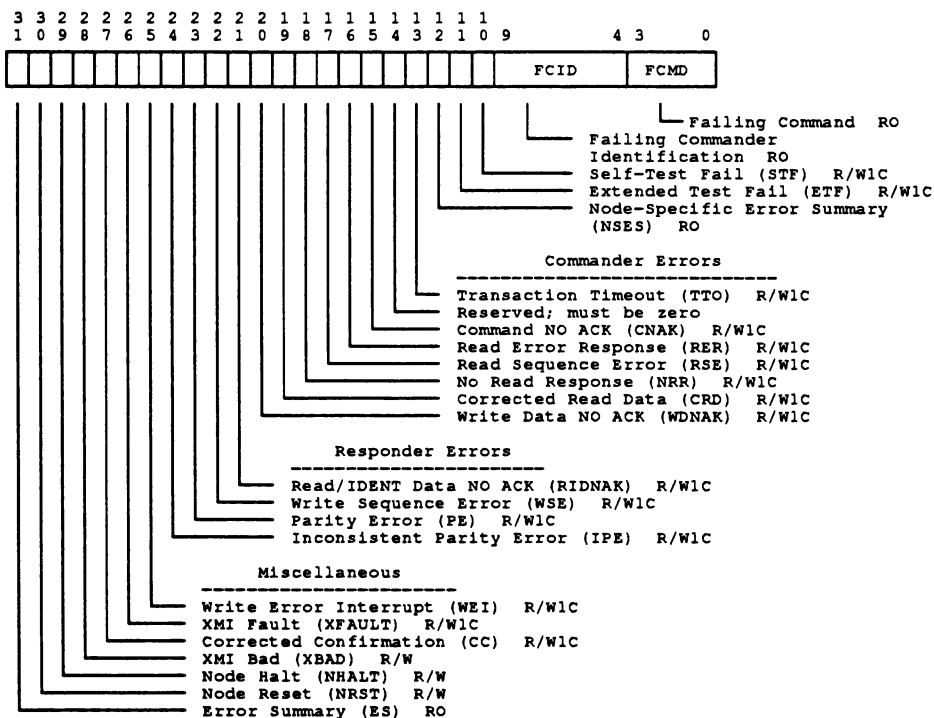 3 3 2 2 2 2 2 2 2 2 2 2 1 1 1 1 1 1 1 1 1 1
1 0 9 8 7 6 5 4 3 2 1 0 9 8 7 6 5 4 3 2 1 0 9 4 3 0
FCID FCMD
Failing Command RO
Failing Commander
Identification RO
Self-Test Fail (STF) R/W1C
Extended Test Fail (ETF) R/W1C
Node-Specific Error Summary
(NSES) RO
Commander Errors
Transaction Timeout (TTO) R/W1C
Reserved; must be zero
Command NO ACK (CNAK) R/W1C
Read Error Response (RER) R/W1C
Read Sequence Error (RSE) R/W1C
No Read Response (NRR) R/W1C
Corrected Read Data (CRD) R/W1C
Write Data NO ACK (WDNAK) R/W1C
Responder Errors
Read/IDENT Data NO ACK (RIDNAK) R/W1C
Write Sequence Error (WSE) R/W1C
Parity Error (PE) R/W1C
Inconsistent Parity Error (IPE) R/W1C
Miscellaneous
Write Error Interrupt (WEI) R/W1C
XMI Fault (XFAULT) R/W1C
Corrected Confirmation (CC) R/W1C
XMI Bad (XBAD) R/W
Node Halt (NHALT) R/W
Node Reset (NRST) R/W
Error Summary (ES) RO